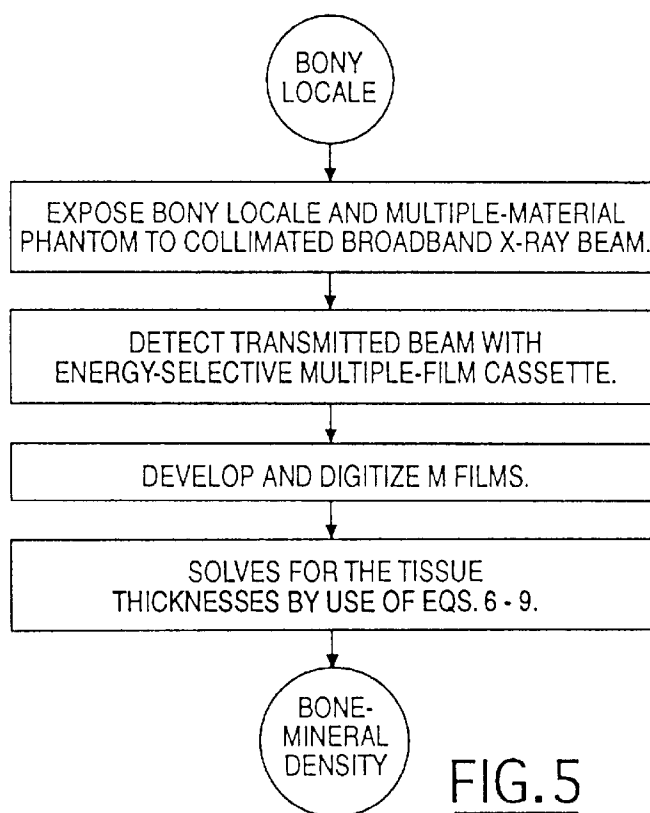 BONY
LOCALE
EXPOSE BONY LOCALE AND MULTIPLE-MATERIAL
PHANTOM TO COLLIMATED BROADBAND X-RAY BEAM.
DETECT TRANSMITTED BEAM WITH
ENERGY-SELECTIVE MULTIPLE-FILM CASSETTE.
DEVELOP AND DIGITIZE M FILMS.
SOLVES FOR THE TISSUE
THICKNESSES BY USE OF EQS. 6 - 9.
BONE-
MINERAL
DENSITY
FIG. 5